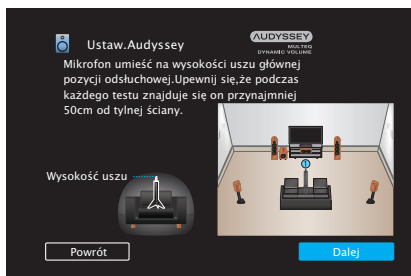 Ustaw.Audyssey
AUDYSSEY
MULTEQ
DYNAMIC VOLUME
Mikrofon umieść na wysokości uszu głównej
pozycji odsłuchowej.Upewnij się,że podczas
każdego testu znajduje się on przynajmniej
50cm od tylnej ściany.
Wysokość uszu
Powrót
Dalej